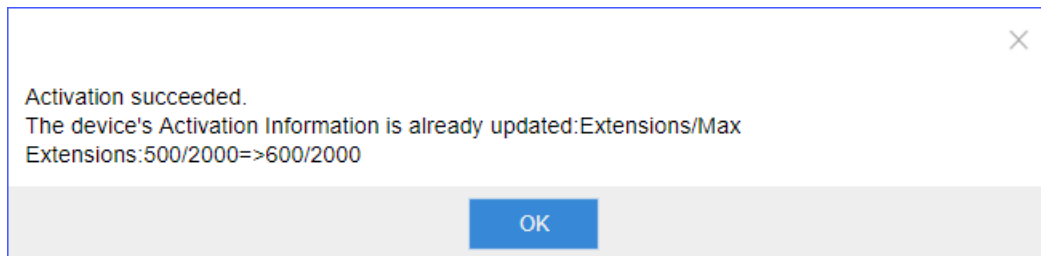 Activation succeeded.
The device's Activation Information is already updated:Extensions/Max
Extensions:500/2000=>600/2000
OK